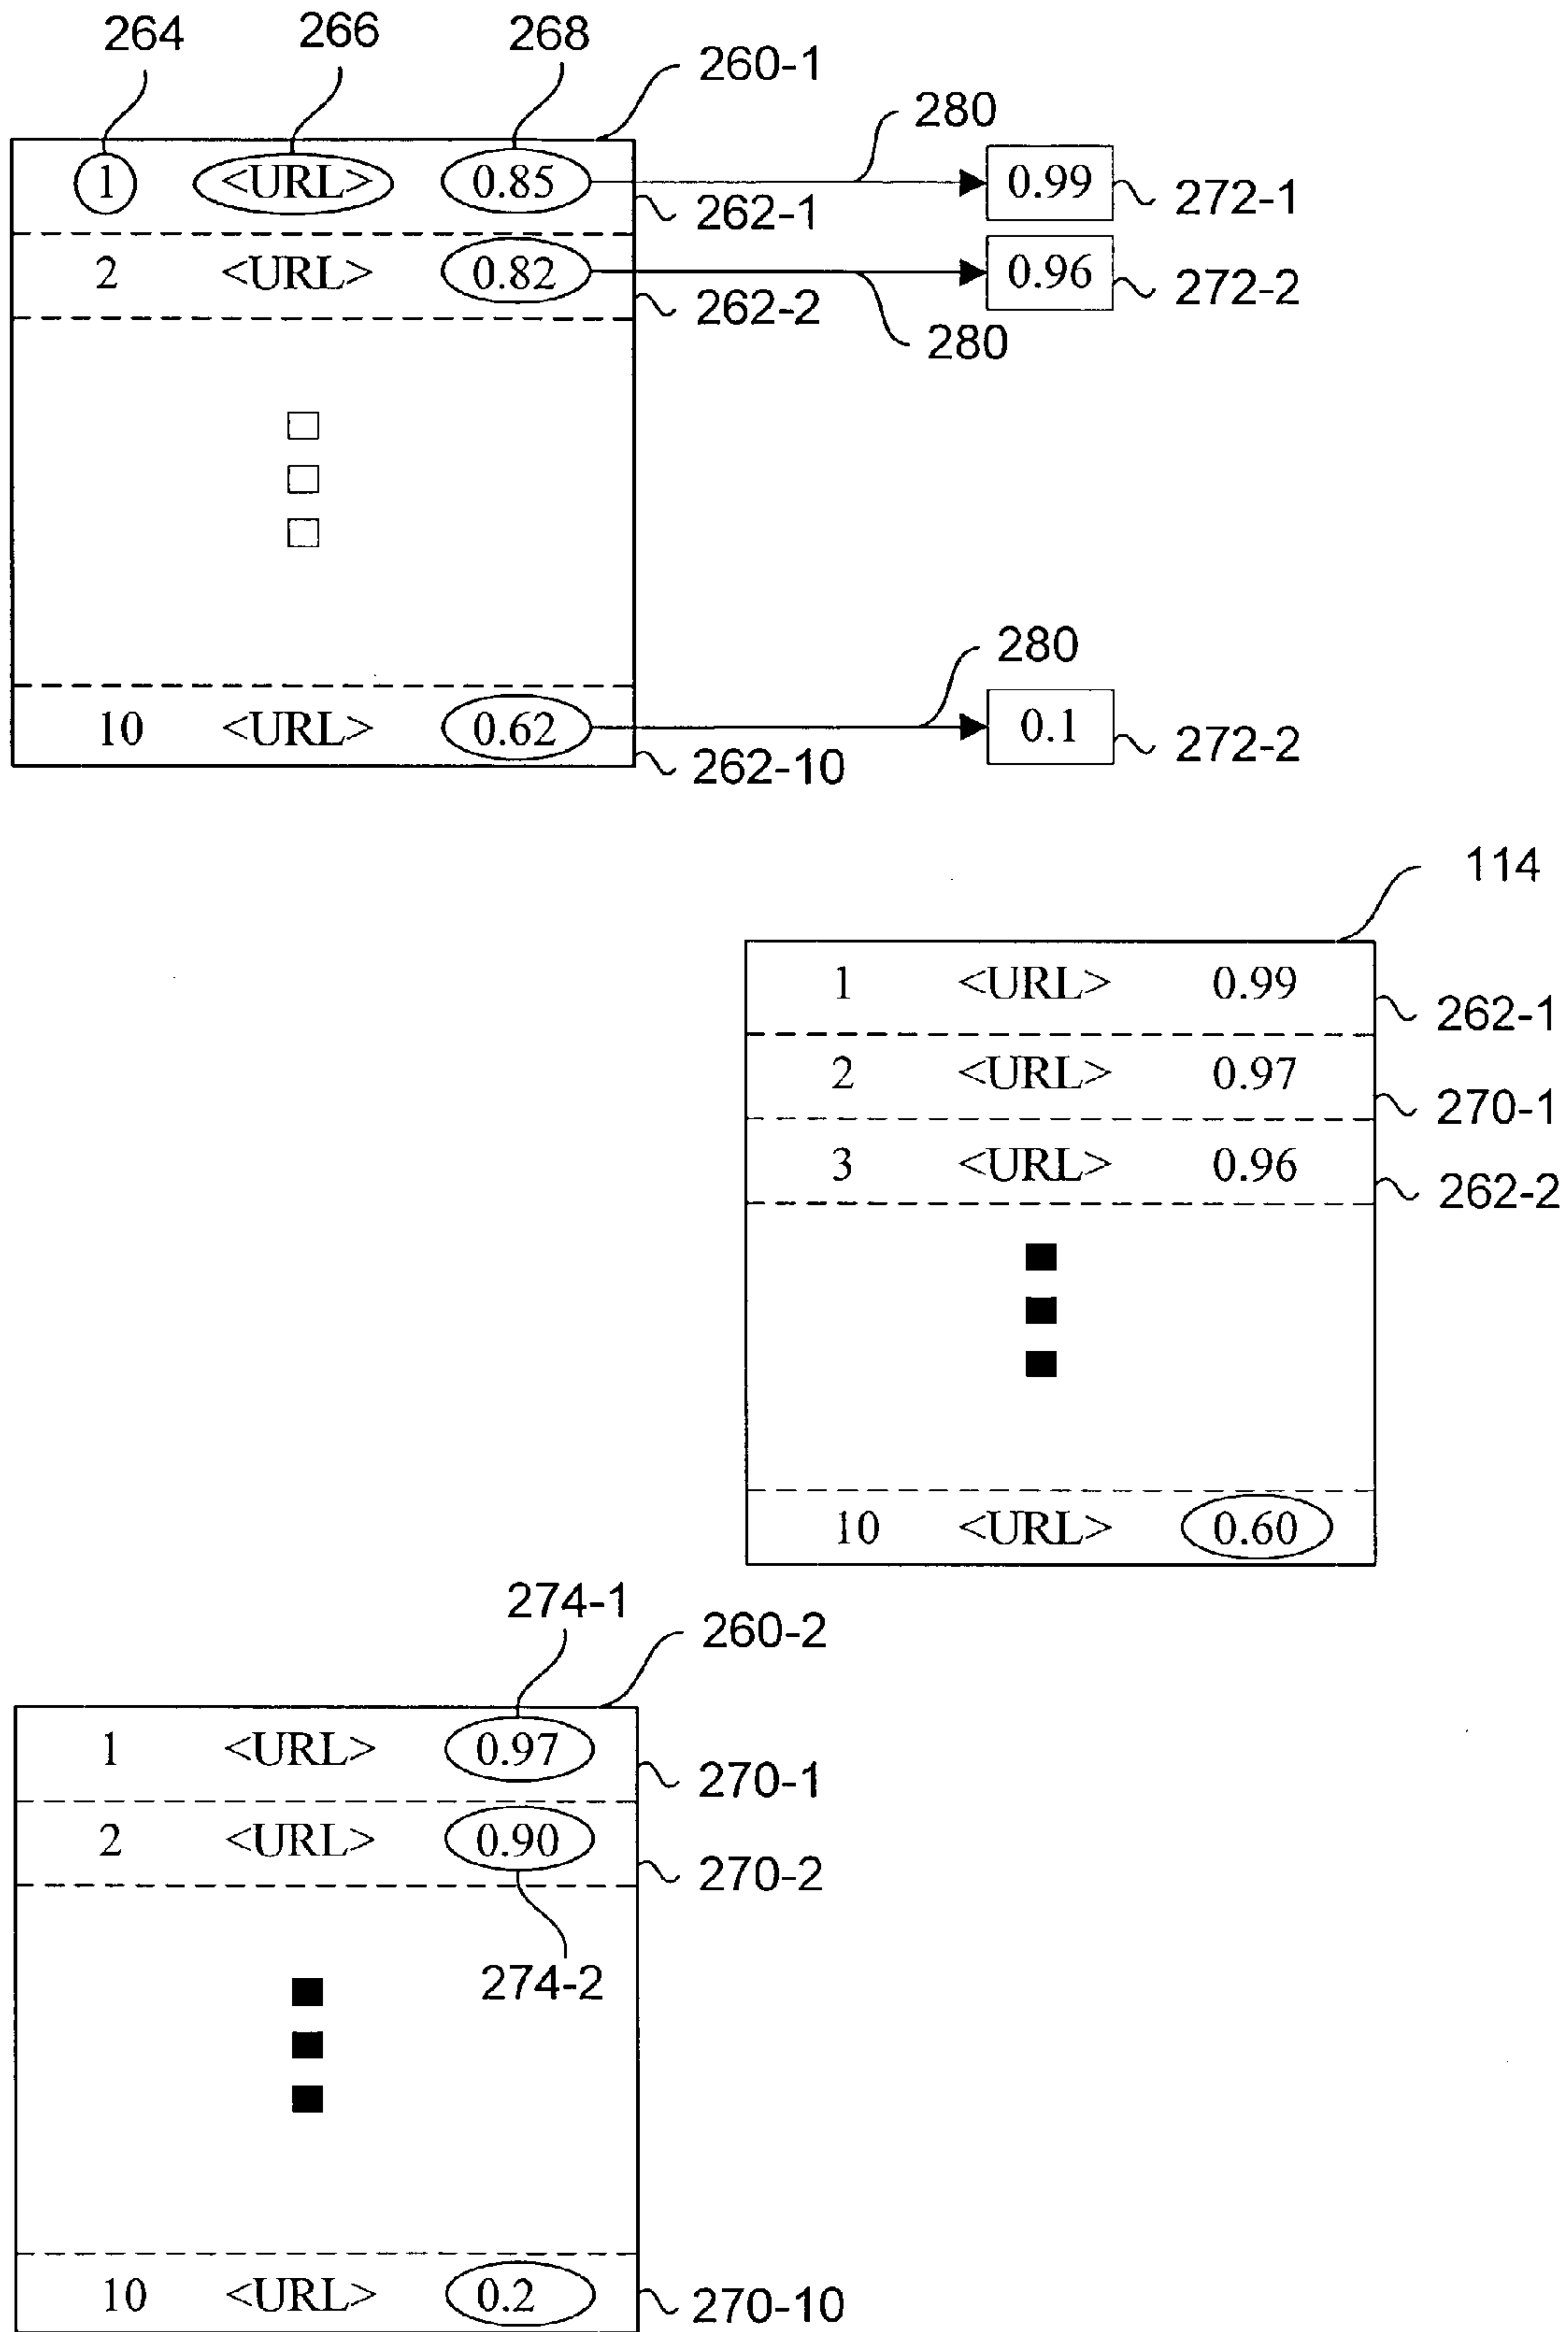 264 266 268 260-1
280
1 <URL> 0.85 0.99
262-1 272-1
2 <URL> 0.82 0.96
262-2 272-2
280
280
10 <URL> 0.62 0.1
262-10 272-2
114
1 <URL> 0.99
262-1
2 <URL> 0.97
270-1
3 <URL> 0.96
262-2
10 <URL> 0.60
274-1 260-2
1 <URL> 0.97
270-1
2 <URL> 0.90
270-2
274-2
10 <URL> 0.2
270-10